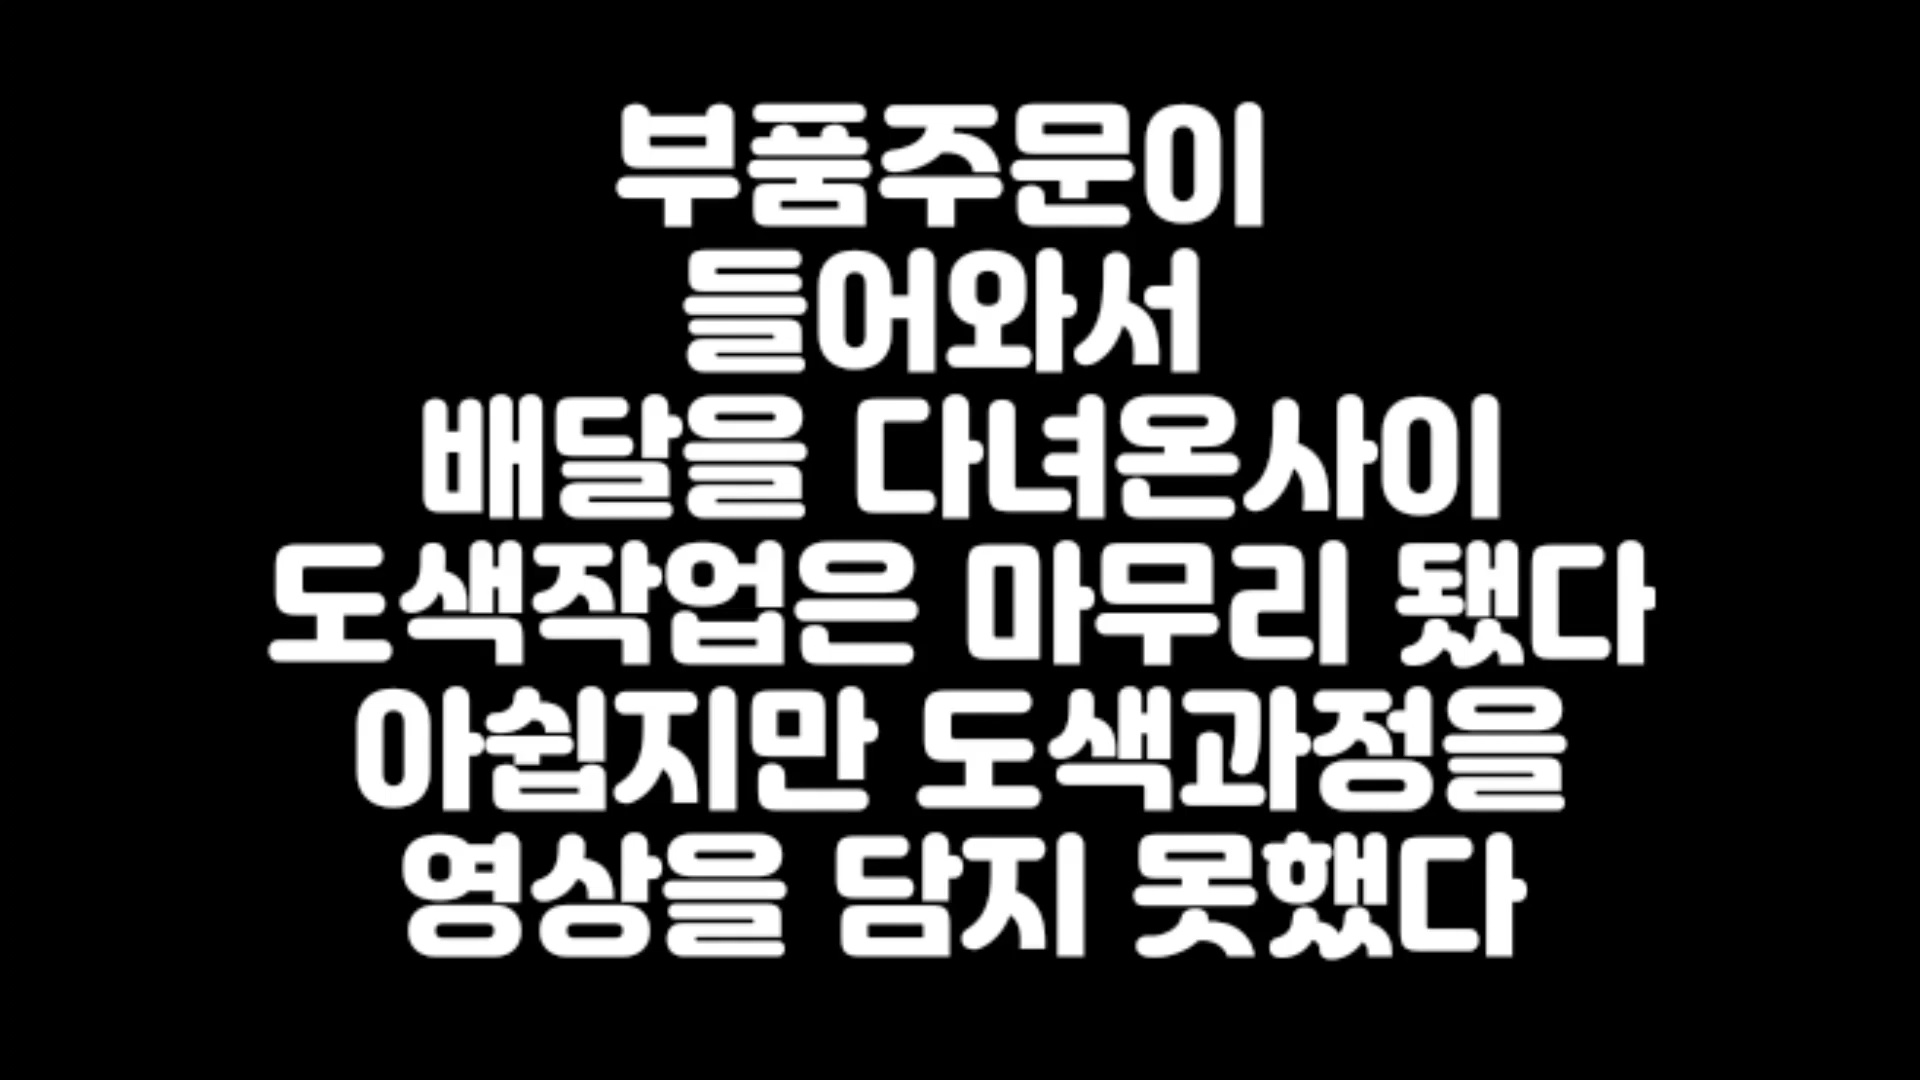 부품주문이
들어와서
배달을 다녀온사이
도색작업은 마무리 됐다
아쉽지만 도색과정을
영상을 담지 못했다